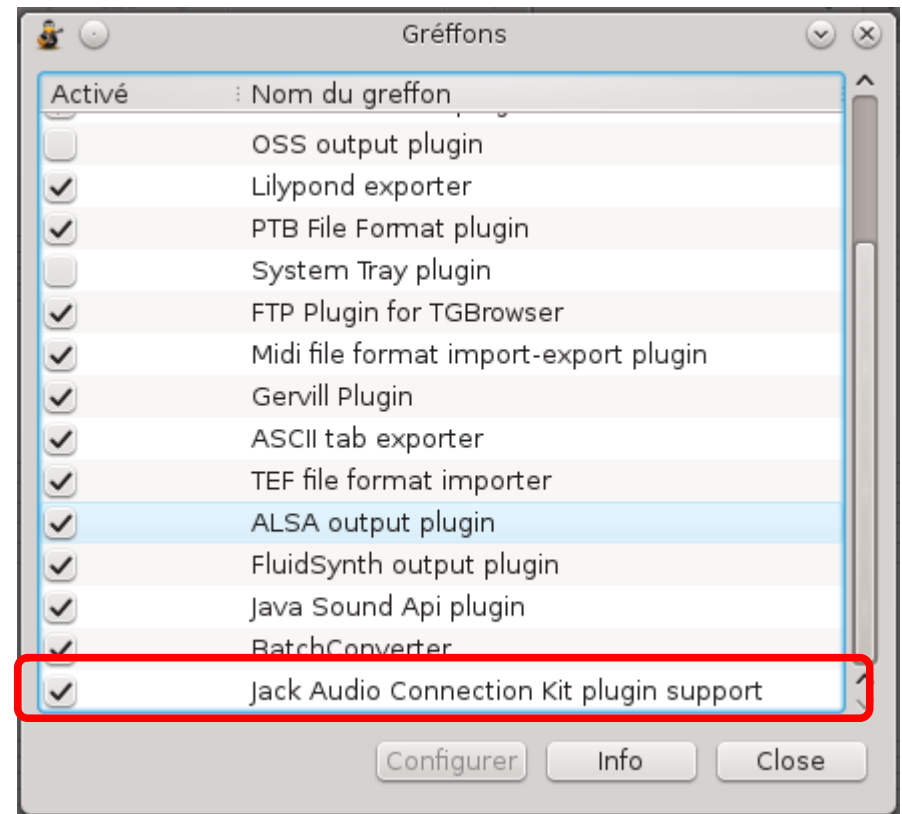 Gréffons
Activé Nom du greffon
OSS output plugin
Lilypond exporter
PTB File Format plugin
System Tray plugin
FTP Plugin for TGBrowser
Midi file format import-export plugin
Gervill Plugin
ASCII tab exporter
TEF file format importer
ALSA output plugin
FluidSynth output plugin
Java Sound Api plugin
BatchConverter
Jack Audio Connection Kit plugin support
Configurer Info Close